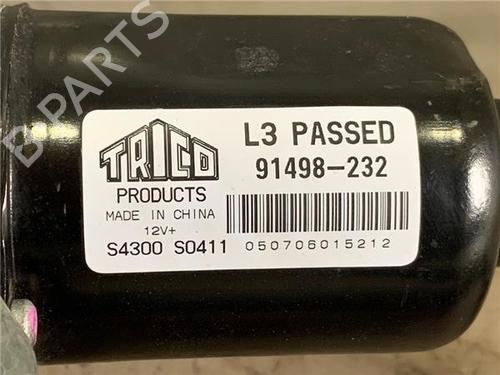 B-PARTS
TRICO
PRODUCTS
MADE IN CHINA
12V+
S4300 S0411
L3 PASSED
91498-232
050706015212